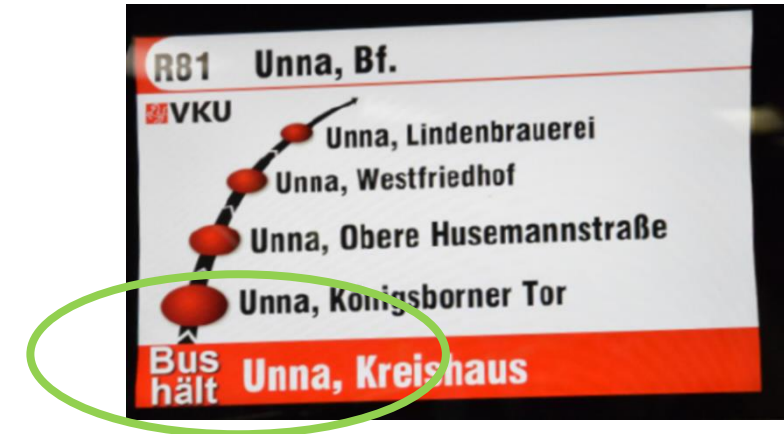 R81 Unna, Bf.
VKU
Unna, Lindenbrauerei
Unna, Westfriedhof
Unna, Obere Husemannstraße
Unna, Königsborner Tor
Bus hält Unna, Kreishaus